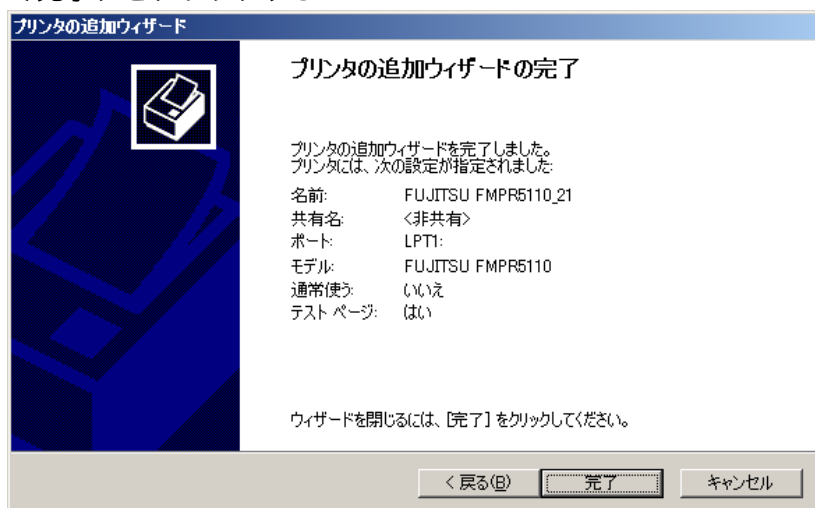 プリンタの追加ウィザード
プリンタの追加ウィザードの完了
プリンタの追加ウィザードを完了しました。
プリンタには、次の設定が指定されました:
名前: FUJITSU FMPR5110_21
共有名: <非共有>
ポート: LPT1:
モデル: FUJITSU FMPR5110
通常使う: いいえ
テスト ページ: はい
ウィザードを閉じるには、[完了] をクリックしてください。
< 戻る(B) 完了 キャンセル